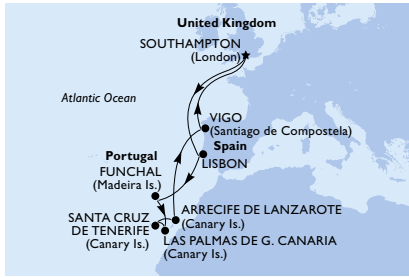 United Kingdom
SOUTHAMPTON
(London)
Atlantic Ocean
VIGO
(Santiago de Compostela)
Spain
Portugal
LISBON
FUNCHAL
(Madeira Is.)
ARRECIFE DE LANZAROTE
(Canary Is.)
SANTA CRUZ
DE TENERIFE
(Canary Is.)
LAS PALMAS DE G. CANARIA
(Canary Is.)